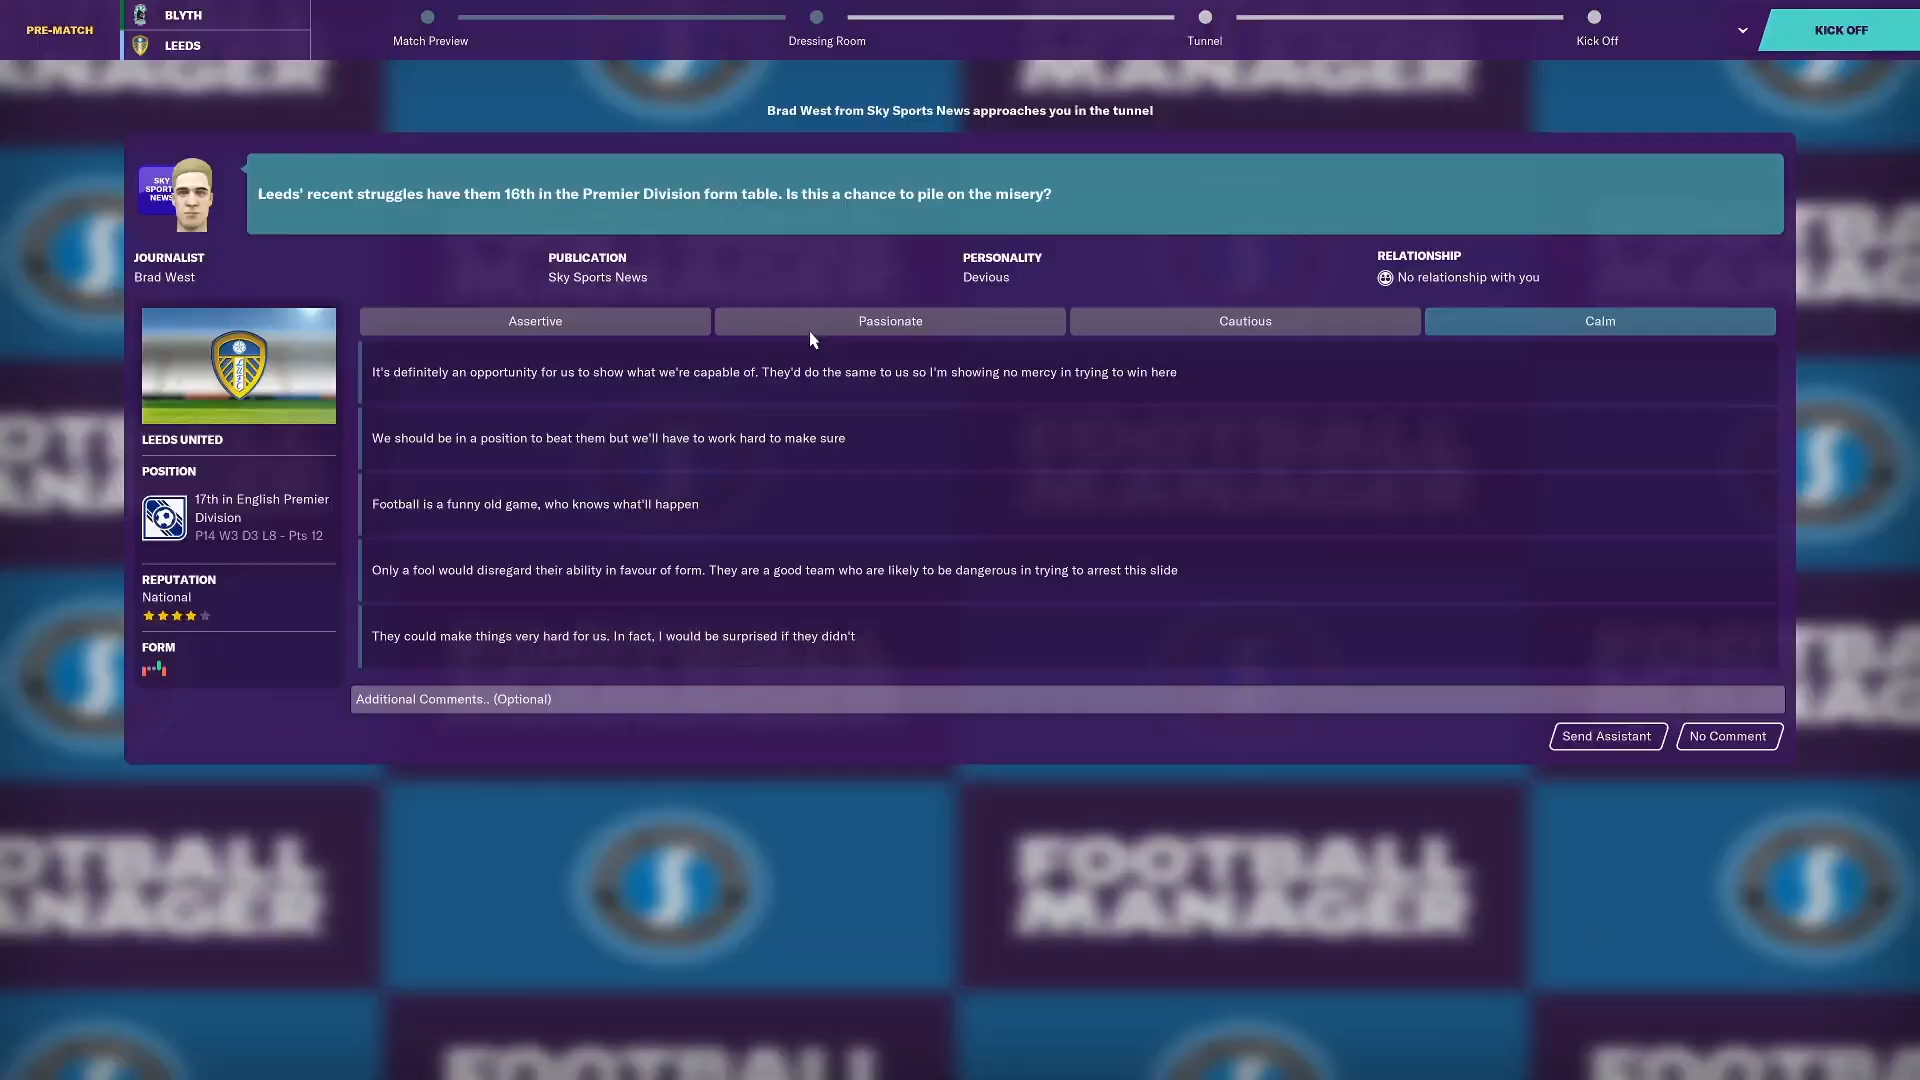 PRE-MATCH
BLYTH
LEEDS
Match Preview
Dressing Room
Tunnel
Kick Off
KICK OFF
Brad West from Sky Sports News approaches you in the tunnel
SKY
SPORTS
NEWS
Leeds' recent struggles have them 16th in the Premier Division form table. Is this a chance to pile on the misery?
JOURNALIST
Brad West
PUBLICATION
Sky Sports News
PERSONALITY
Devious
RELATIONSHIP
No relationship with you
Assertive
Passionate
Cautious
Calm
It's definitely an opportunity for us to show what we're capable of. They'd do the same to us so I'm showing no mercy in trying to win here
We should be in a position to beat them but we'll have to work hard to make sure
Football is a funny old game, who knows what'll happen
Only a fool would disregard their ability in favour of form. They are a good team who are likely to be dangerous in trying to arrest this slide
They could make things very hard for us. In fact, I would be surprised if they didn't
LEEDS UNITED
POSITION
17th in English Premier
Division
P14 W3 D3 L8 - Pts 12
REPUTATION
National
FORM
Additional Comments.. (Optional)
Send Assistant
No Comment
FOOTBALL
MANAGER